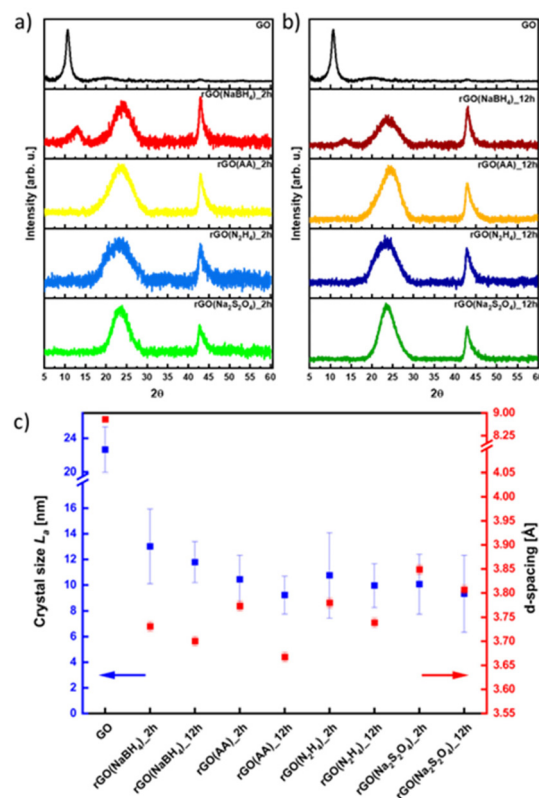 a)
b)
GO
GO
rGO(NaBH₄)_2h
rGO(NaBH₄)_12h
rGO(AA)_2h
rGO(AA)_12h
rGO(N₂H₄)_2h
rGO(N₂H₄)_12h
rGO(Na₂S₂O₄)_2h
rGO(Na₂S₂O₄)_12h
Intensity [arb. u.]
Intensity [arb. u.]
5 10 15 20 25 30 35 40 45 50 55 60
5 10 15 20 25 30 35 40 45 50 55 60
2θ
2θ
c)
Crystal size Lₐ [nm]
24
20
16
14
12
10
8
6
4
2
0
d-spacing [Å]
9.00
8.25
4.05
4.00
3.95
3.90
3.85
3.80
3.75
3.70
3.65
3.60
3.55
GO
rGO(NaBH₄)_2h
rGO(NaBH₄)_12h
rGO(AA)_2h
rGO(AA)_12h
rGO(N₂H₄)_2h
rGO(N₂H₄)_12h
rGO(Na₂S₂O₄)_2h
rGO(Na₂S₂O₄)_12h